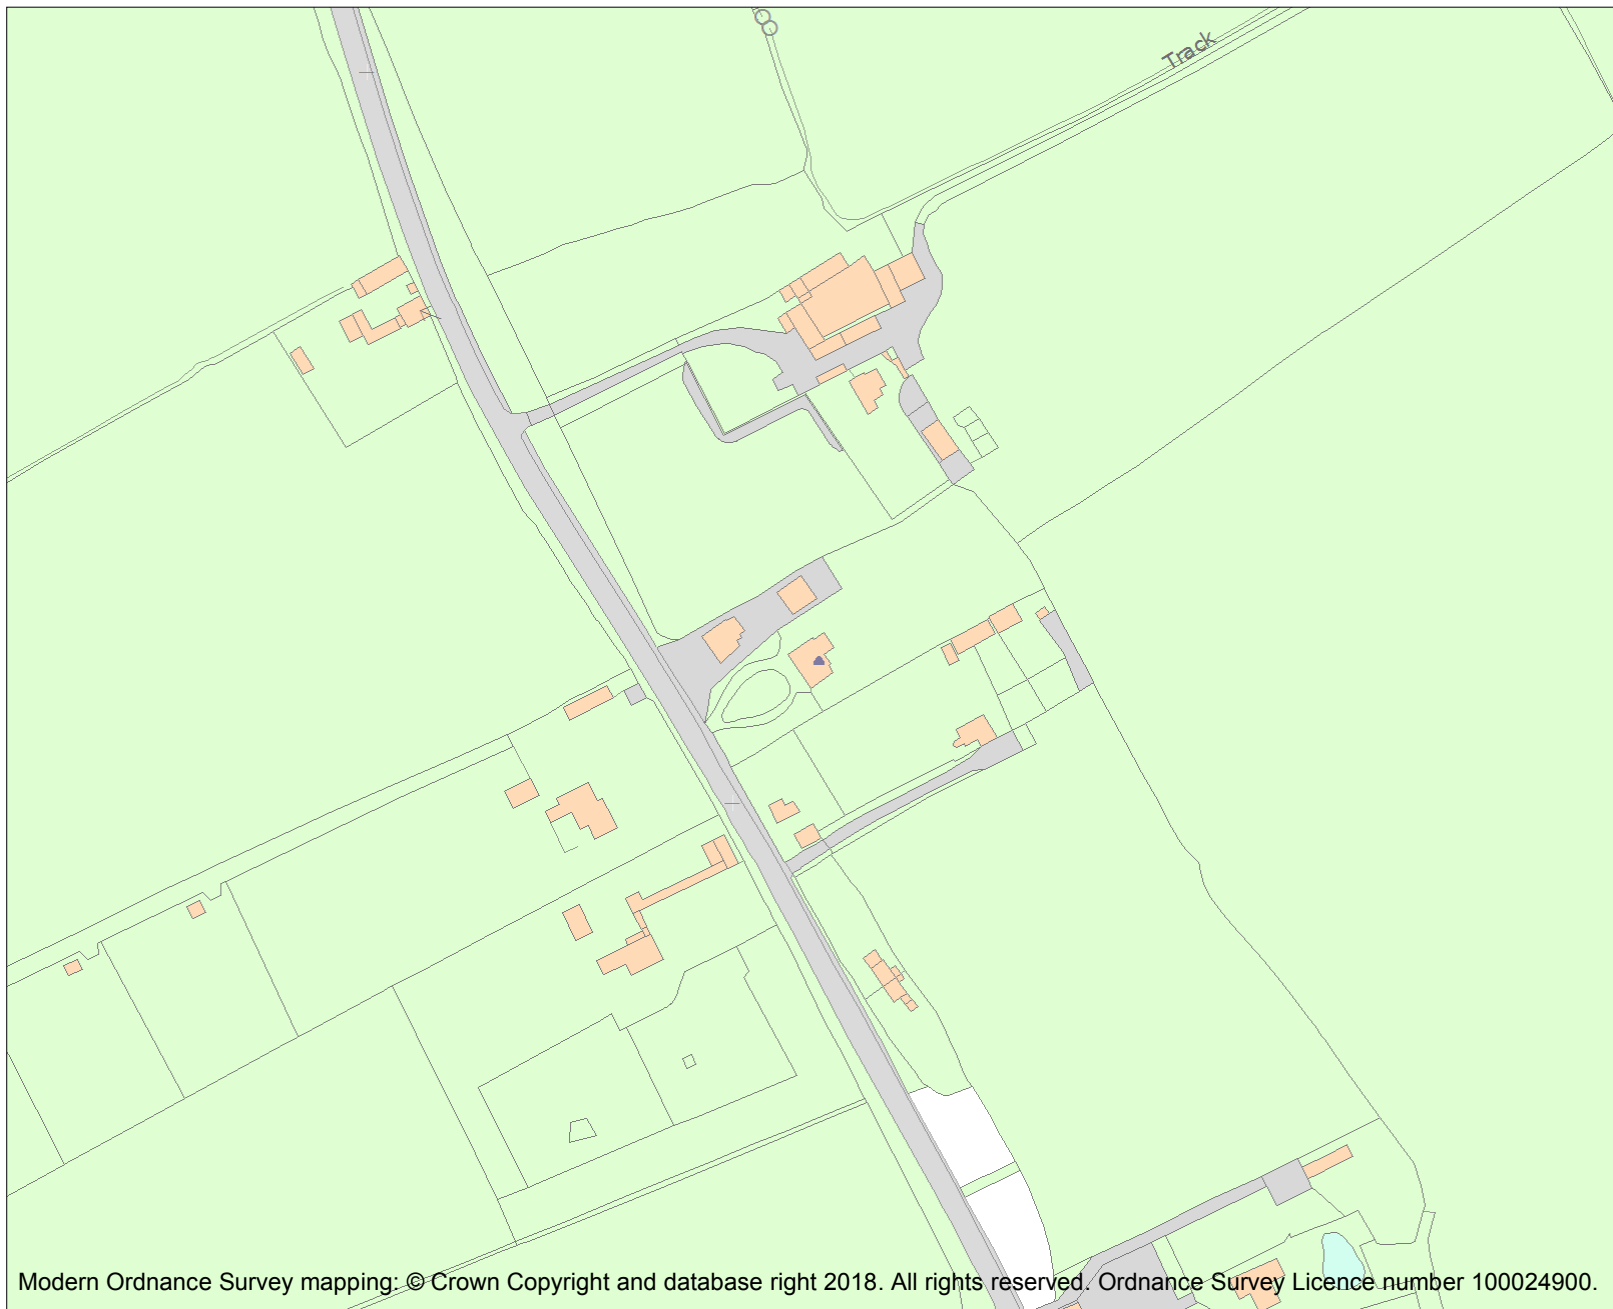 Track
Modern Ordnance Survey mapping: © Crown Copyright and database right 2018. All rights reserved. Ordnance Survey Licence number 100024900.